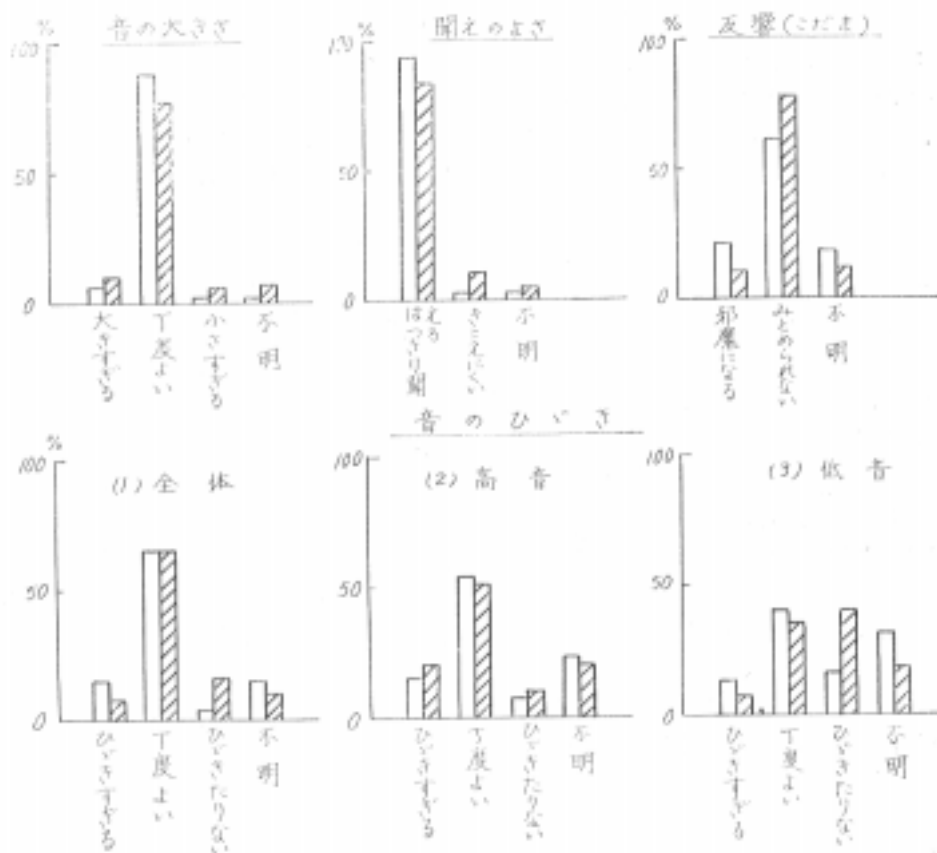 音の大きさ
%
100
50
0
大きすぎる
丁度よい
小さすぎる
不明
聞えのよさ
%
100
50
0
はっきり聞える
きこえにくい
不明
反響(こだま)
%
100
50
0
邪魔になる
みとめられない
不明
音のひゞき
(1) 全体
%
100
50
0
ひゞきすぎる
丁度よい
ひゞきたりない
不明
(2) 高音
100
50
0
ひゞきすぎる
丁度よい
ひゞきたりない
不明
(3) 低音
100
50
0
ひゞきすぎる
丁度よい
ひゞきたりない
不明